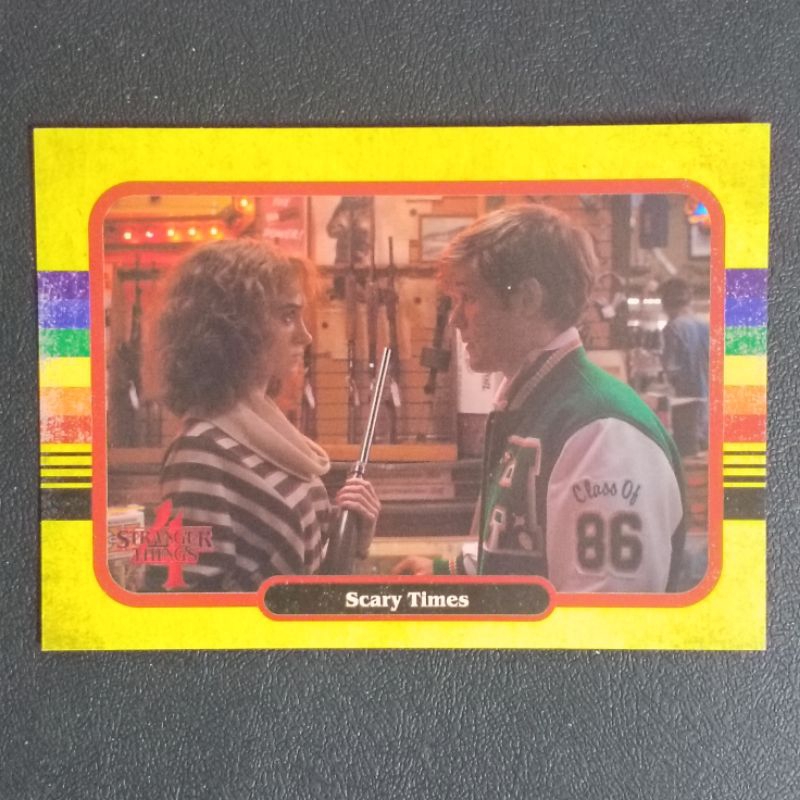 Class Of
86
4
STRANGER
THINGS
Scary Times